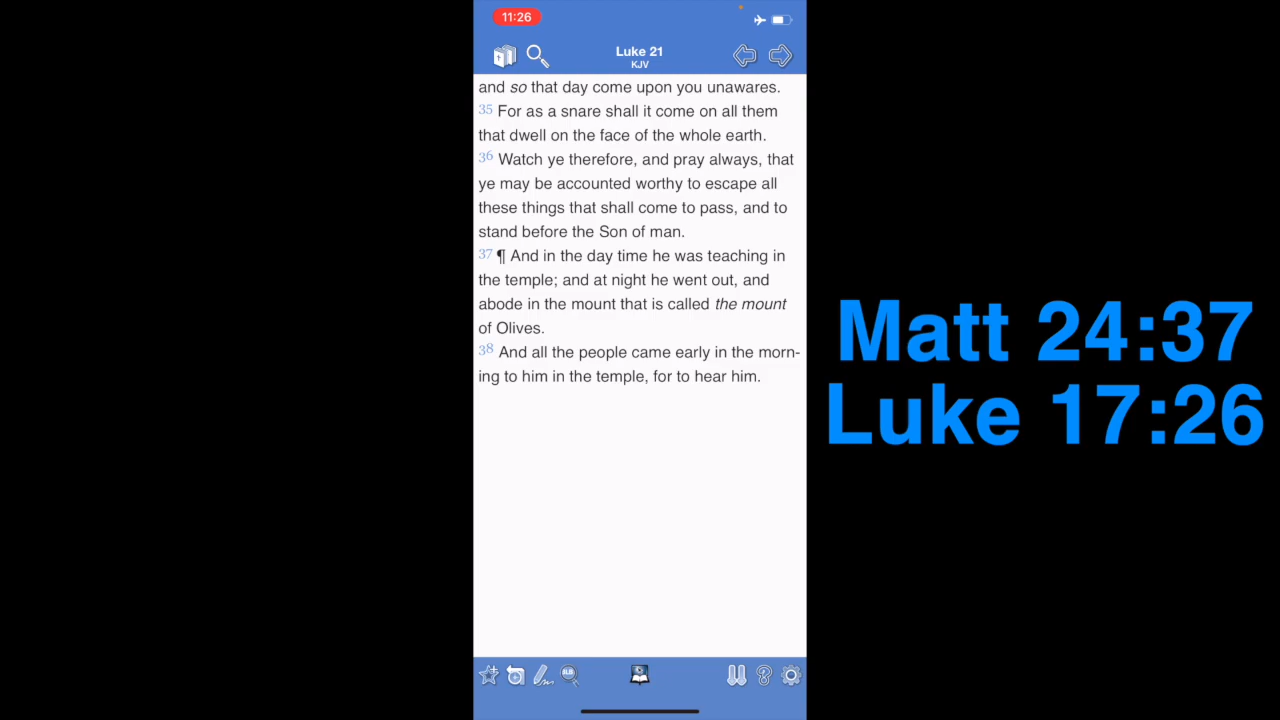 11:26
Luke 21
KJV
and so that day come upon you unawares.
35 For as a snare shall it come on all them
that dwell on the face of the whole earth.
36 Watch ye therefore, and pray always, that
ye may be accounted worthy to escape all
these things that shall come to pass, and to
stand before the Son of man.
37 ¶ And in the day time he was teaching in
the temple; and at night he went out, and
abode in the mount that is called the mount
of Olives.
38 And all the people came early in the morn-
ing to him in the temple, for to hear him.
BLB
Matt 24:37
Luke 17:26